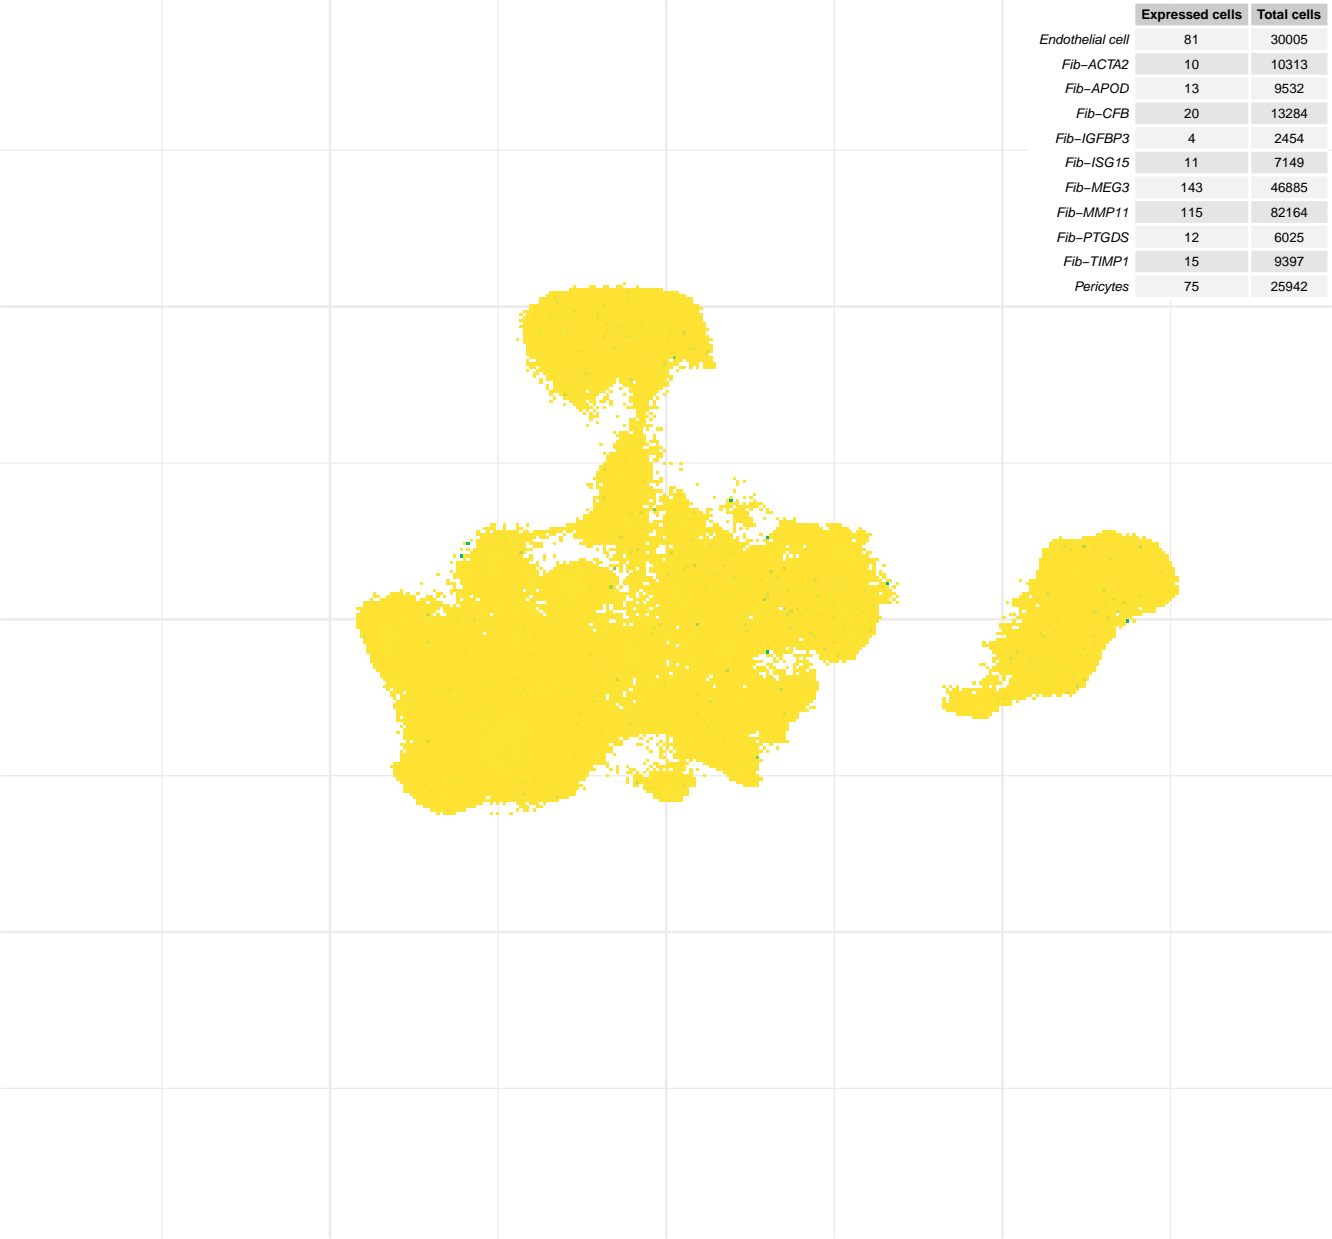 Expressed cells Total cells
Endothelial cell 81 30005
Fib−ACTA2 10 10313
Fib−APOD 13 9532
Fib−CFB 20 13284
Fib−IGFBP3 4 2454
Fib−ISG15 11 7149
Fib−MEG3 143 46885
Fib−MMP11 115 82164
Fib−PTGDS 12 6025
Fib−TIMP1 15 9397
Pericytes 75 25942